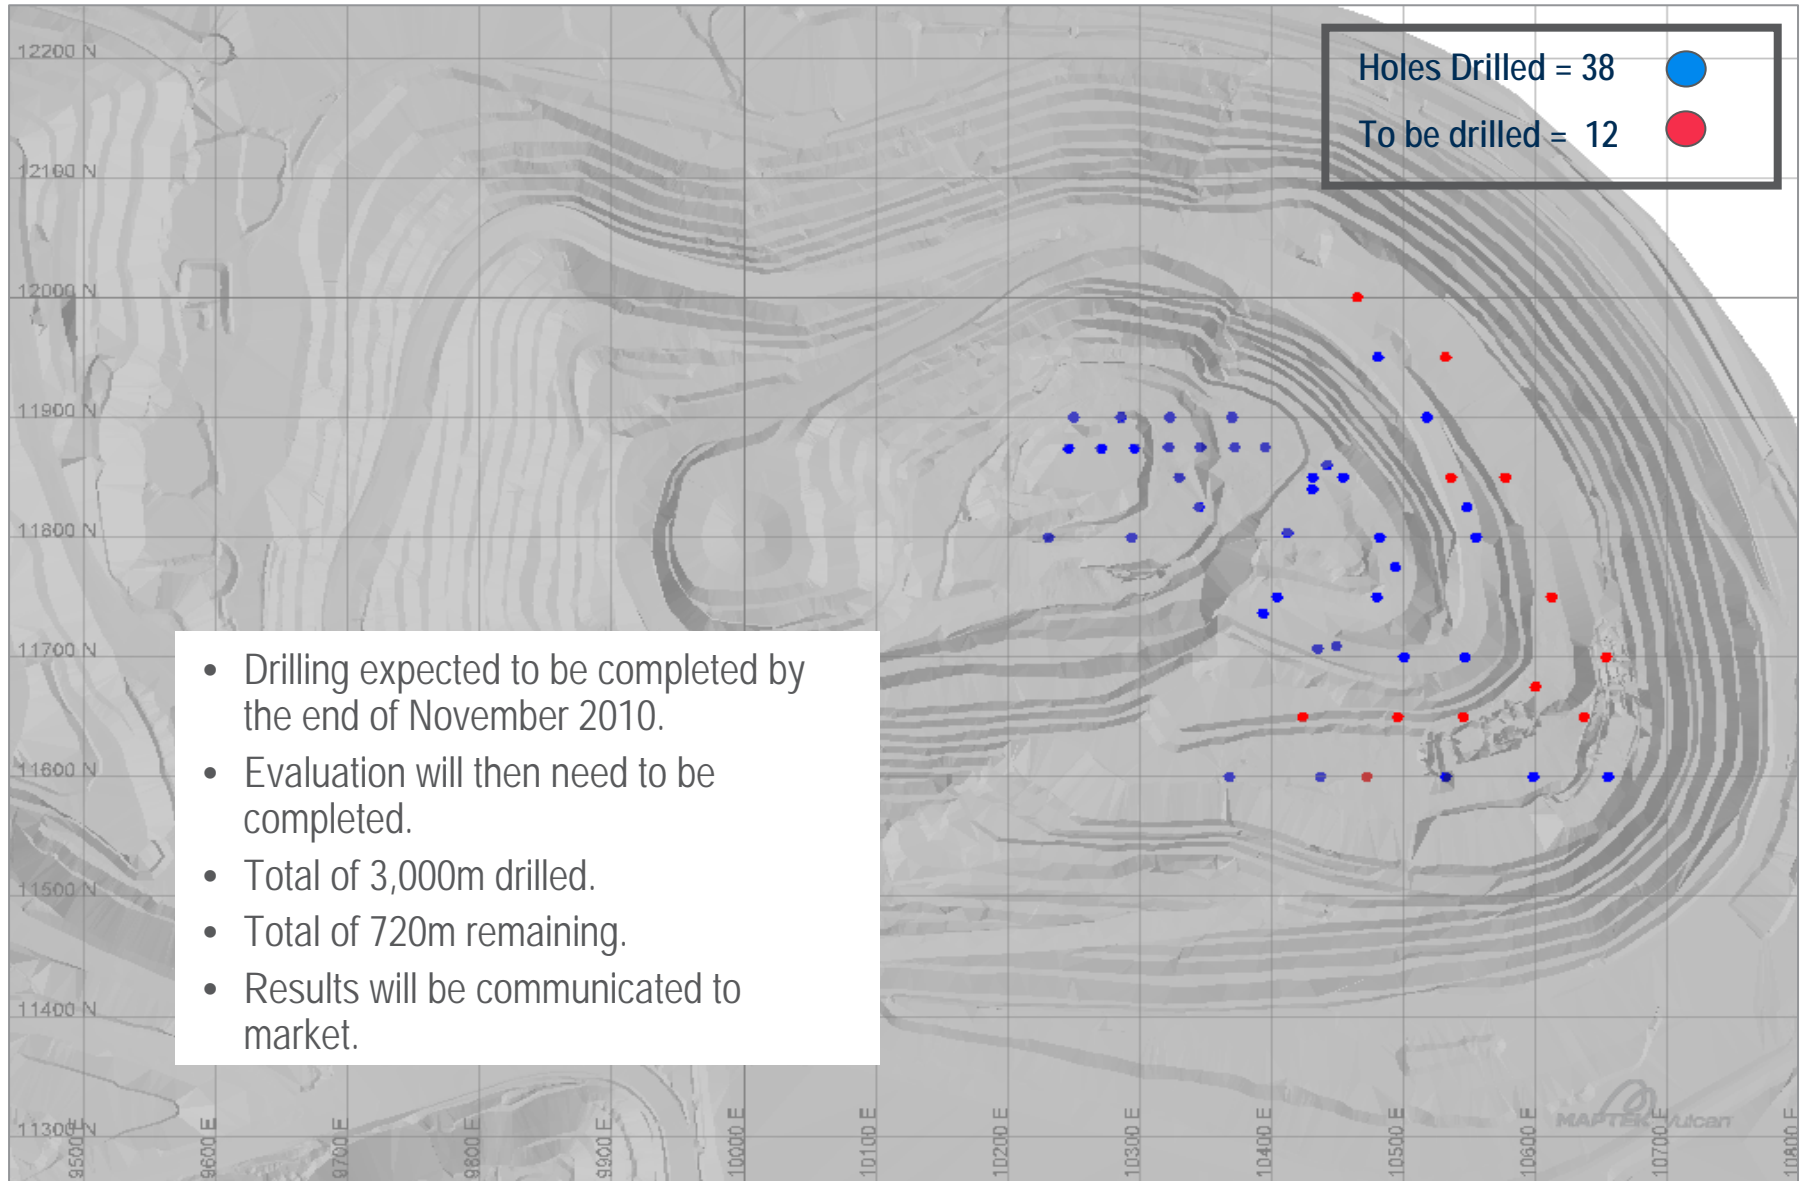 Holes Drilled = 38
To be drilled = 12
12200 N
12100 N
12000 N
11900 N
11800 N
11700 N
11600 N
11500 N
11400 N
11300 N
• Drilling expected to be completed by
the end of November 2010.
• Evaluation will then need to be
completed.
• Total of 3,000m drilled.
• Total of 720m remaining.
• Results will be communicated to
market.
9500 E
9600 E
9700 E
9800 E
9900 E
10000 E
10100 E
10200 E
10300 E
10400 E
10500 E
10600 E
10700 E
10800 E
MAPTEK Vulcan